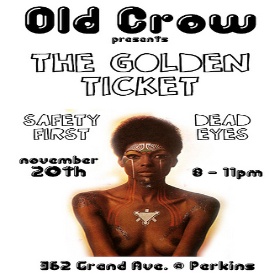 Old Crow
presents
THE GOLDEN
TICKET
SAFETY
FIRST
DEAD
EYES
november
20th
8 - 11pm
362 Grand Ave. @ Perkins